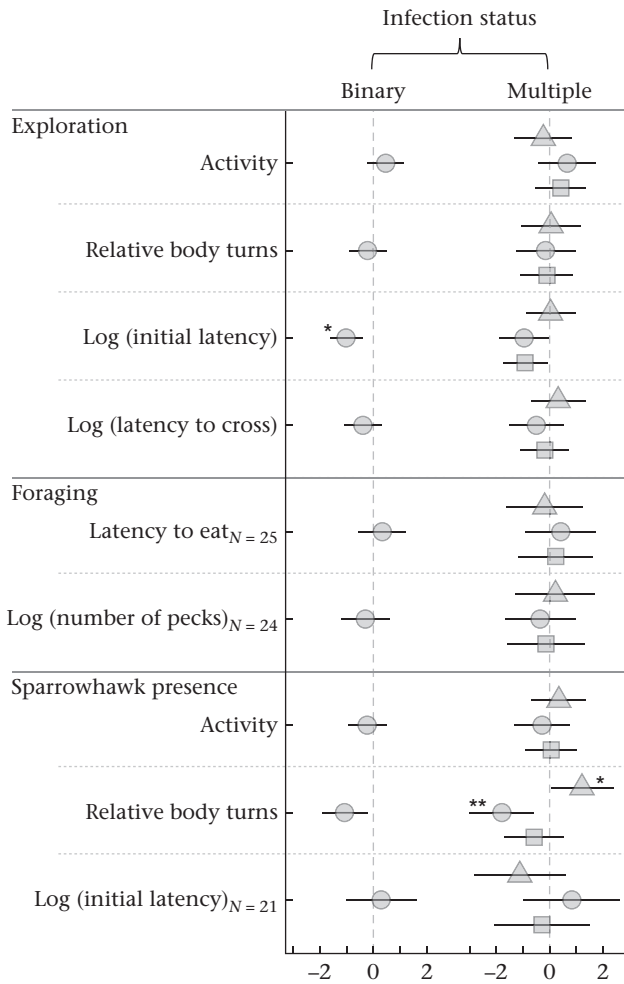 Infection status
Binary Multiple
Exploration
Activity
Relative body turns
* Log (initial latency)
Log (latency to cross)
Foraging
Latency to eat N = 25
Log (number of pecks) N = 24
Sparrowhawk presence
Activity
*
Relative body turns **
Log (initial latency) N = 21
−2 0 2 −2 0 2